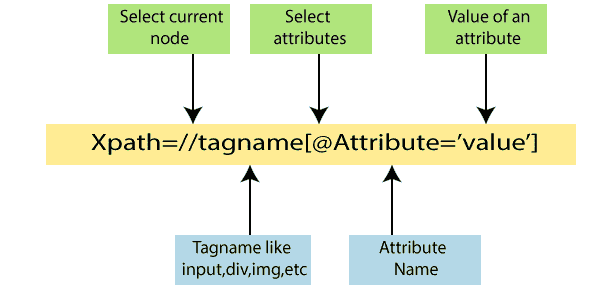 Select current
node
Select
attributes
Value of an
attribute
Xpath=//tagname[@Attribute=’value’]
Tagname like
input,div,img,etc
Attribute
Name